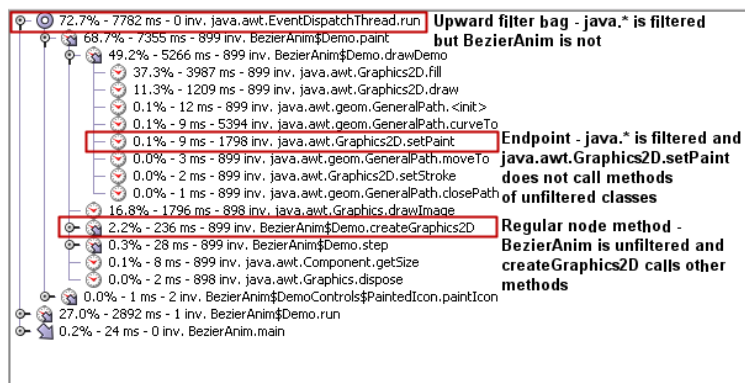 72.7% - 7782 ms - 0 inv. java.awt.EventDispatchThread.run
Upward filter bag - java.* is filtered
but BezierAnim is not
68.7% - 7355 ms - 899 inv. BezierAnim$Demo.paint
49.2% - 5266 ms - 899 inv. BezierAnim$Demo.drawDemo
37.3% - 3987 ms - 899 inv. java.awt.Graphics2D.fill
11.3% - 1209 ms - 899 inv. java.awt.Graphics2D.draw
0.1% - 12 ms - 899 inv. java.awt.geom.GeneralPath.<init>
0.1% - 9 ms - 5394 inv. java.awt.geom.GeneralPath.curveTo
0.1% - 9 ms - 1798 inv. java.awt.Graphics2D.setPaint
0.0% - 3 ms - 899 inv. java.awt.geom.GeneralPath.moveTo
0.0% - 2 ms - 899 inv. java.awt.Graphics2D.setStroke
0.0% - 1 ms - 899 inv. java.awt.geom.GeneralPath.closePath
Endpoint - java.* is filtered and
java.awt.Graphics2D.setPaint
does not call methods
of unfiltered classes
16.8% - 1796 ms - 898 inv. java.awt.Graphics.drawImage
2.2% - 236 ms - 899 inv. BezierAnim$Demo.createGraphics2D
0.3% - 28 ms - 899 inv. BezierAnim$Demo.step
0.1% - 8 ms - 899 inv. java.awt.Component.getSize
0.0% - 2 ms - 898 inv. java.awt.Graphics.dispose
Regular node method -
BezierAnim is unfiltered and
createGraphics2D calls other
methods
0.0% - 1 ms - 2 inv. BezierAnim$DemoControls$PaintedIcon.paintIcon
27.0% - 2892 ms - 1 inv. BezierAnim$Demo.run
0.2% - 24 ms - 0 inv. BezierAnim.main